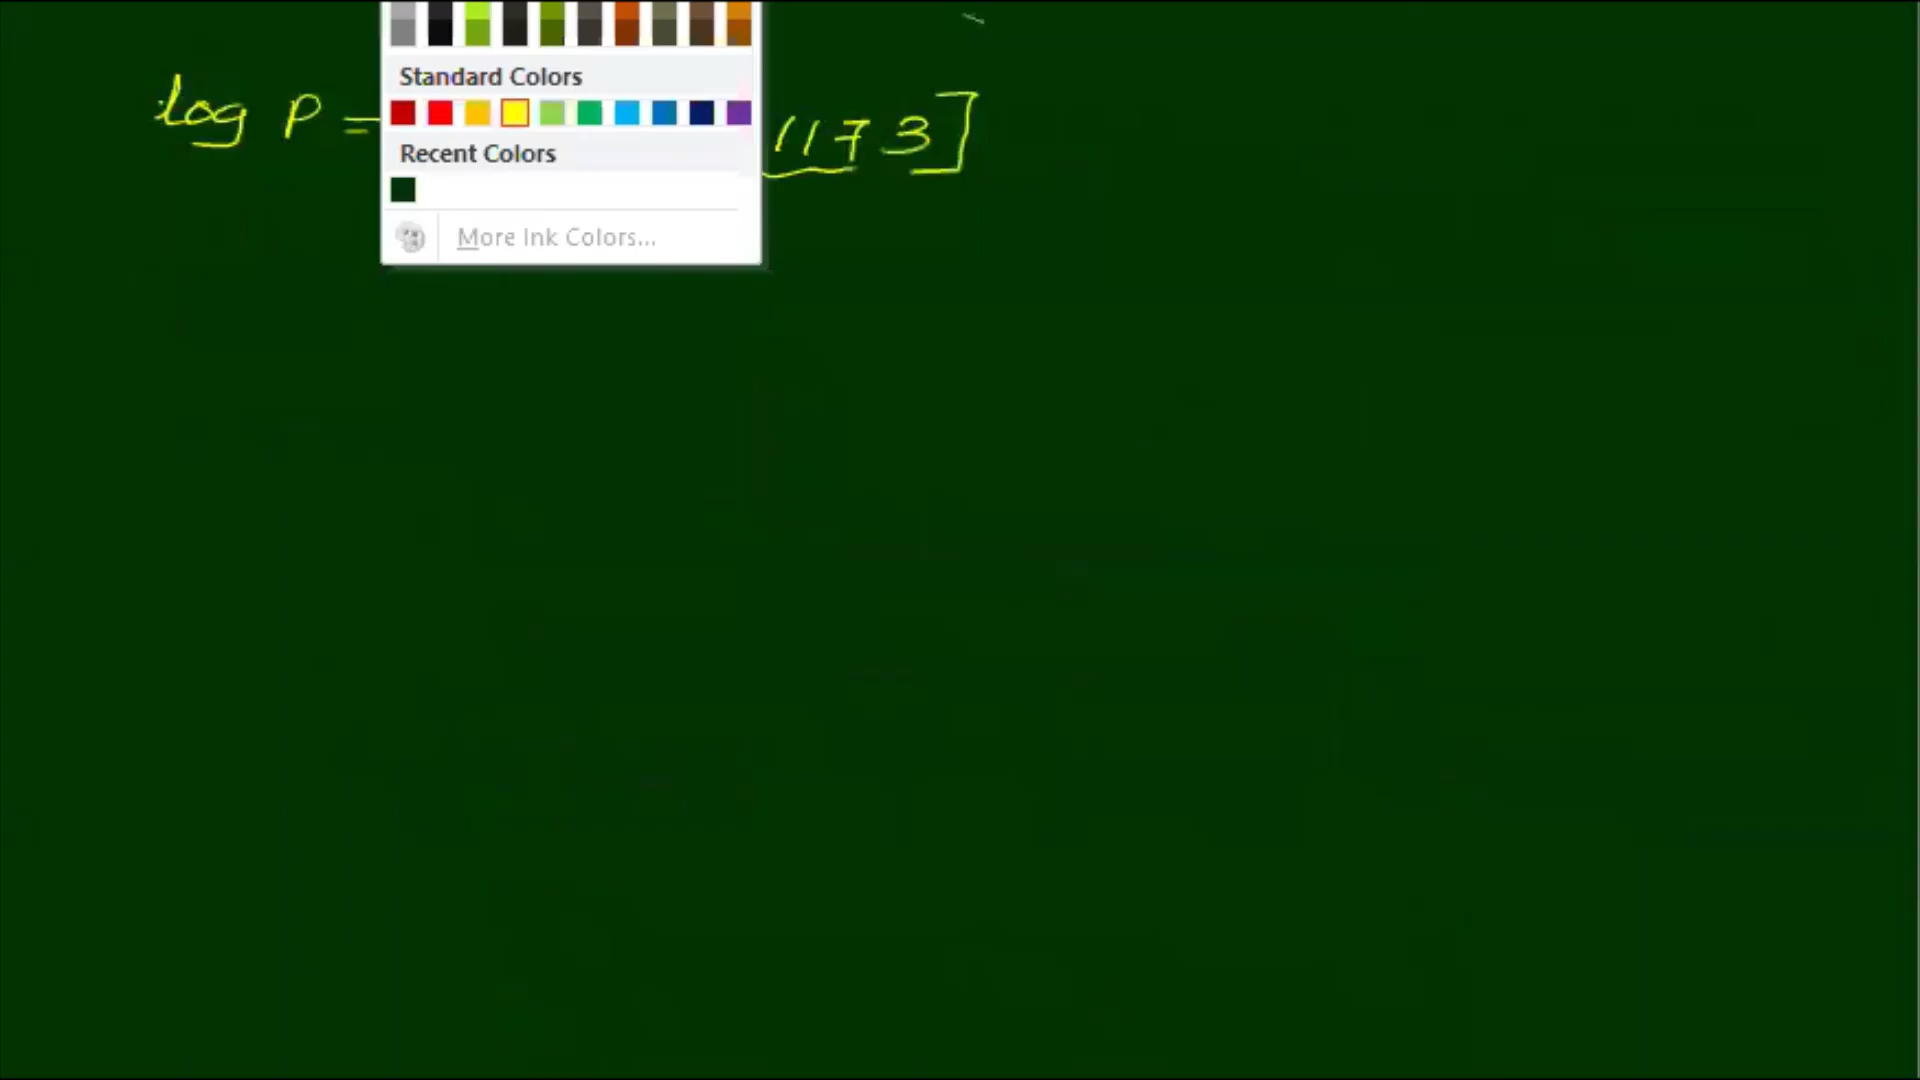 Standard Colors
log P = 1173]
Recent Colors
More Ink Colors...